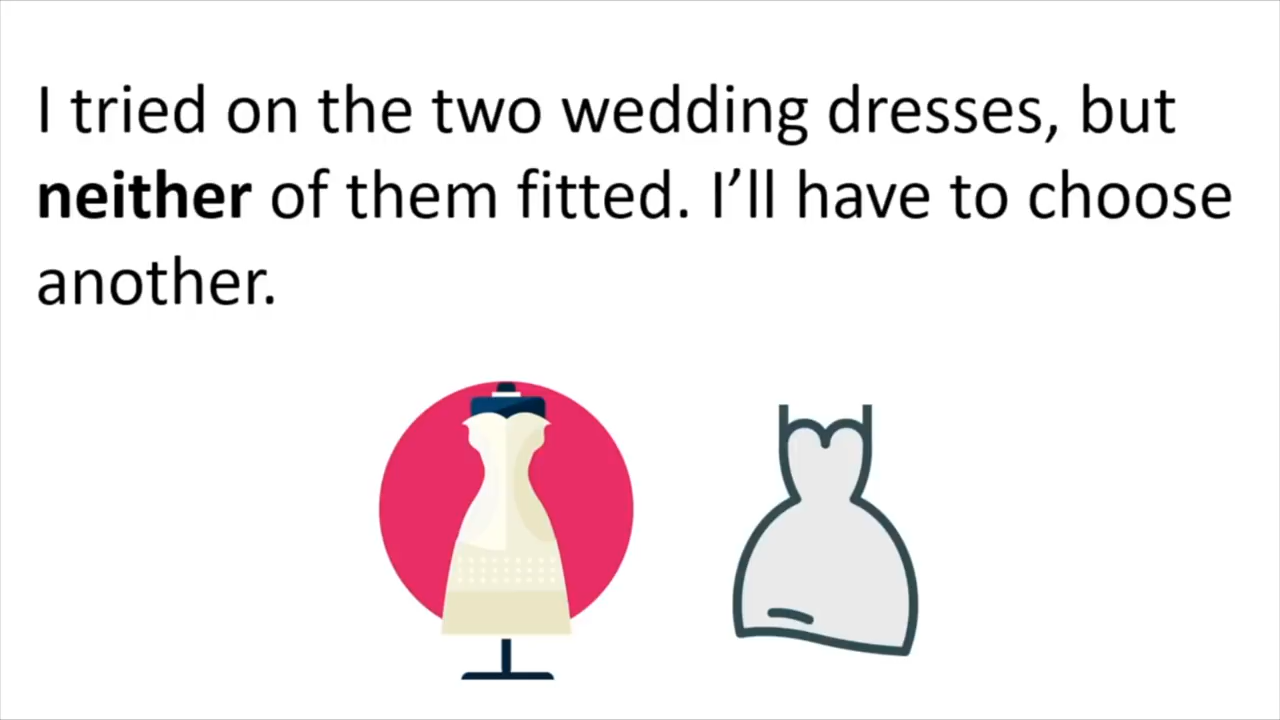 I tried on the two wedding dresses, but
neither of them fitted. I’ll have to choose
another.